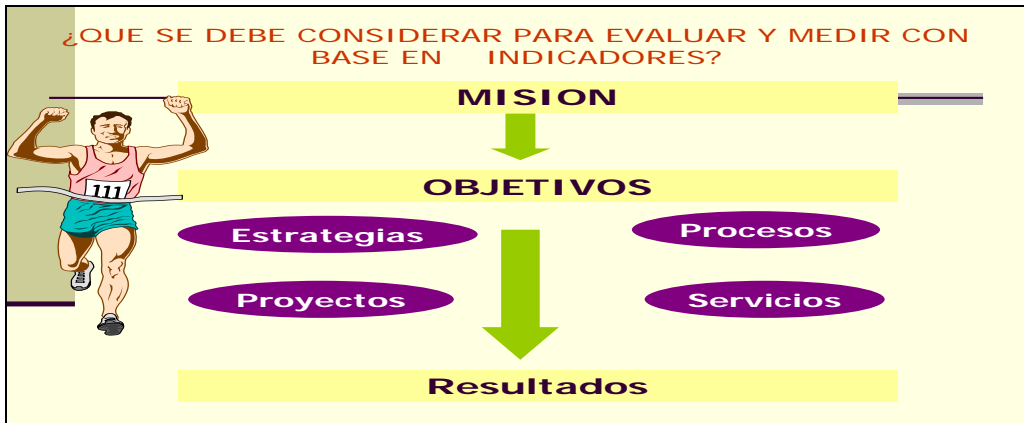 ¿QUE SE DEBE CONSIDERAR PARA EVALUAR Y MEDIR CON
BASE EN INDICADORES?
MISION
OBJETIVOS
Estrategias
Procesos
Proyectos
Servicios
Resultados
111